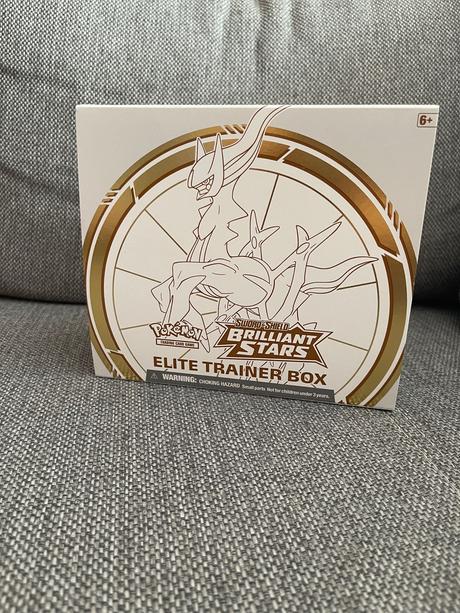 6+
POKéMON
TRADING CARD GAME
SWORD & SHIELD
BRILLIANT
STARS
ELITE TRAINER BOX
WARNING: CHOKING HAZARD Small parts Not for children under 3 years.